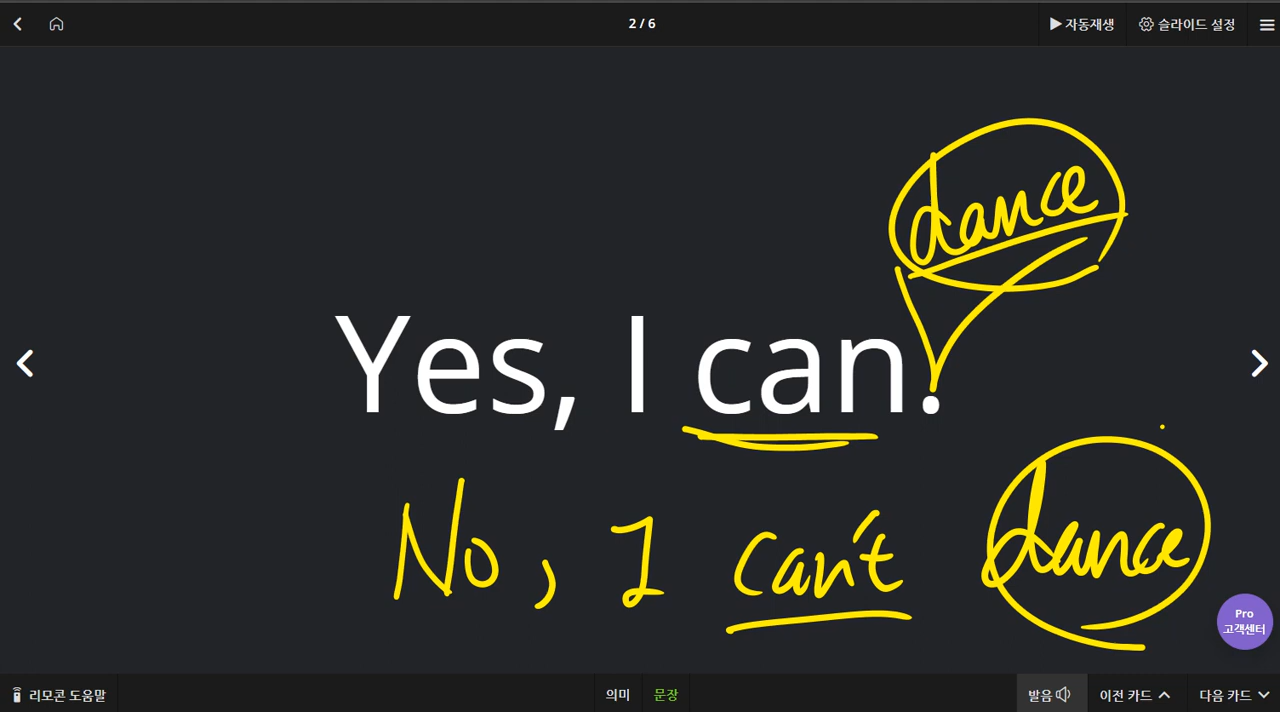 2 / 6
자동재생
슬라이드 설정
dance
Yes, I can.
No, I can't dance
Pro
고객센터
리모콘 도움말
의미
문장
발음
이전 카드
다음 카드